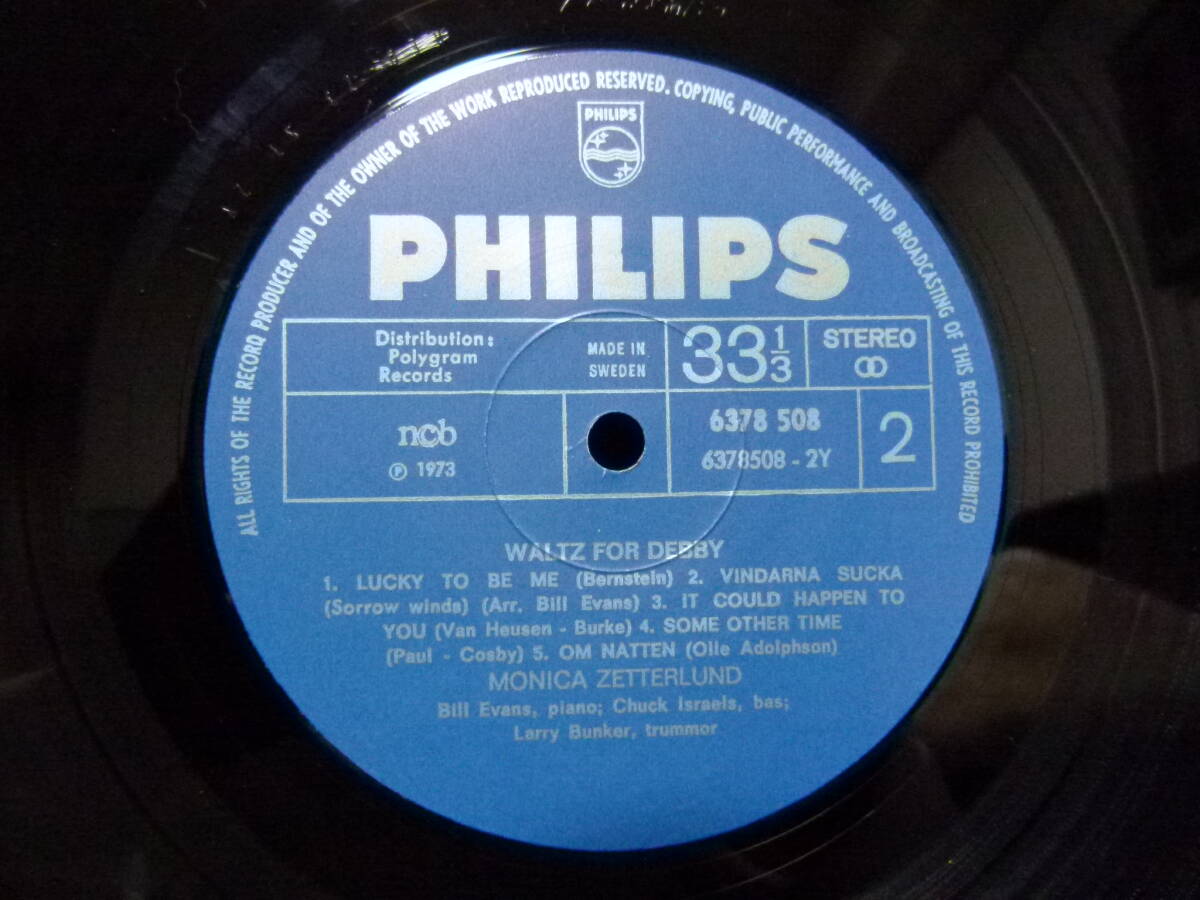 ALL RIGHTS OF THE RECORD PRODUCER AND OF THE OWNER OF THE WORK REPRODUCED RESERVED. COPYING, PUBLIC PERFORMANCE AND BROADCASTING OF THIS RECORD PROHIBITED
PHILIPS
PHILIPS
Distribution:
Polygram
Records
MADE IN
SWEDEN
33 1/3
STEREO
ncb
℗ 1973
6378 508
6378508 - 2Y
2
WALTZ FOR DEBBY
1. LUCKY TO BE ME (Bernstein) 2. VINDARNA SUCKA
(Sorrow winds) (Arr. Bill Evans) 3. IT COULD HAPPEN TO
YOU (Van Heusen - Burke) 4. SOME OTHER TIME
(Paul - Cosby) 5. OM NATTEN (Olle Adolphson)
MONICA ZETTERLUND
Bill Evans, piano; Chuck Israels, bas;
Larry Bunker, trummor